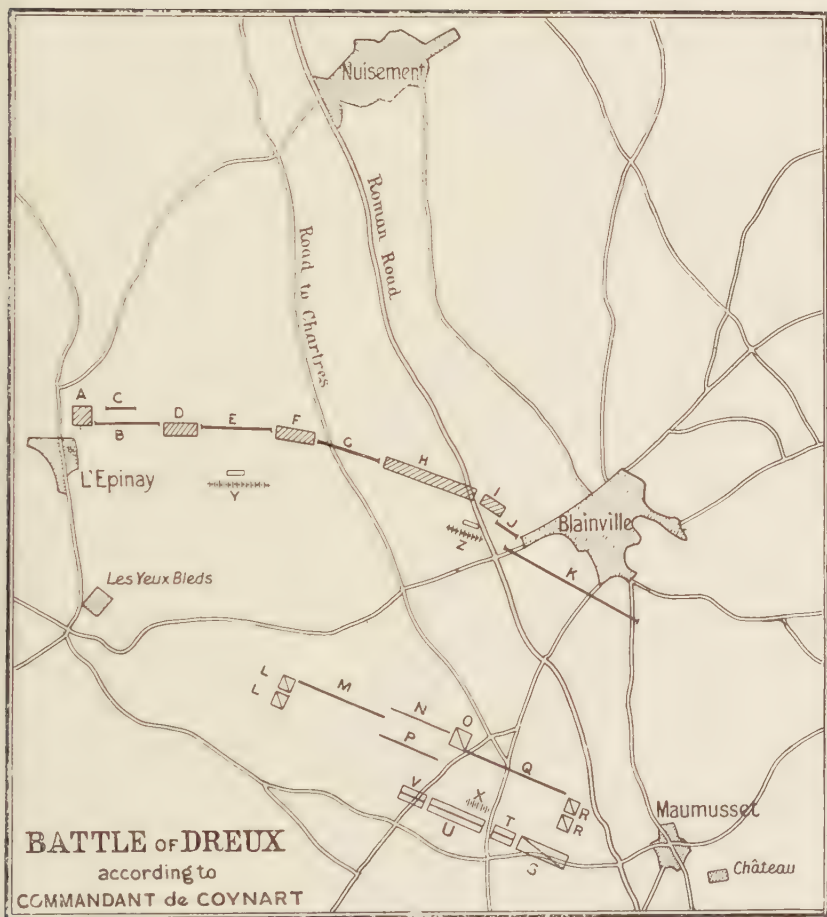 Nuisement
Roman Road
Road to Chartres
A
C
B
D
E
F
G
H
I
J
K
L'Epinay
Y
Z
Blainville
Les Yeux Bleds
L
L
M
N
O
P
Q
R
R
V
X
U
T
S
Maumusset
Château
BATTLE OF DREUX
according to
COMMANDANT de COYNART